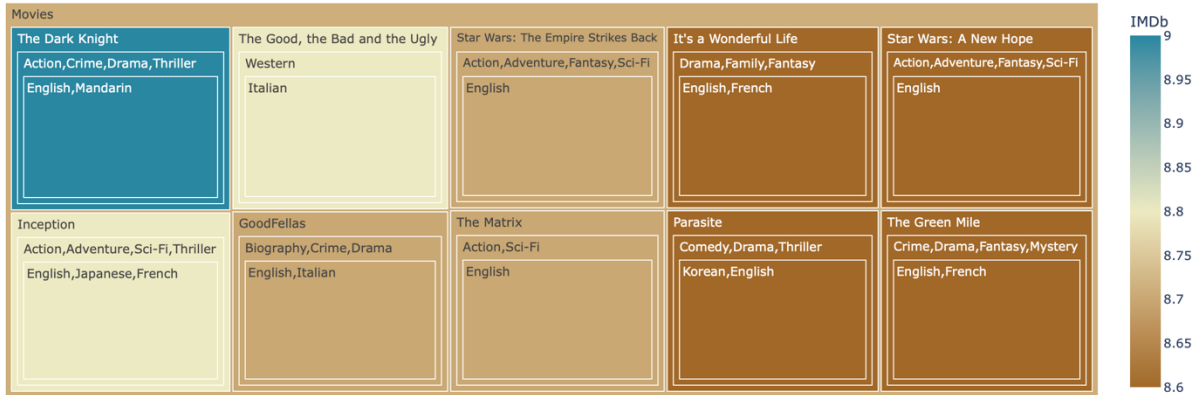 Movies
The Dark Knight
Action,Crime,Drama,Thriller
English,Mandarin
The Good, the Bad and the Ugly
Western
Italian
Star Wars: The Empire Strikes Back
Action,Adventure,Fantasy,Sci-Fi
English
It's a Wonderful Life
Drama,Family,Fantasy
English,French
Star Wars: A New Hope
Action,Adventure,Fantasy,Sci-Fi
English
Inception
Action,Adventure,Sci-Fi,Thriller
English,Japanese,French
GoodFellas
Biography,Crime,Drama
English,Italian
The Matrix
Action,Sci-Fi
English
Parasite
Comedy,Drama,Thriller
Korean,English
The Green Mile
Crime,Drama,Fantasy,Mystery
English,French
IMDb
9
8.95
8.9
8.85
8.8
8.75
8.7
8.65
8.6